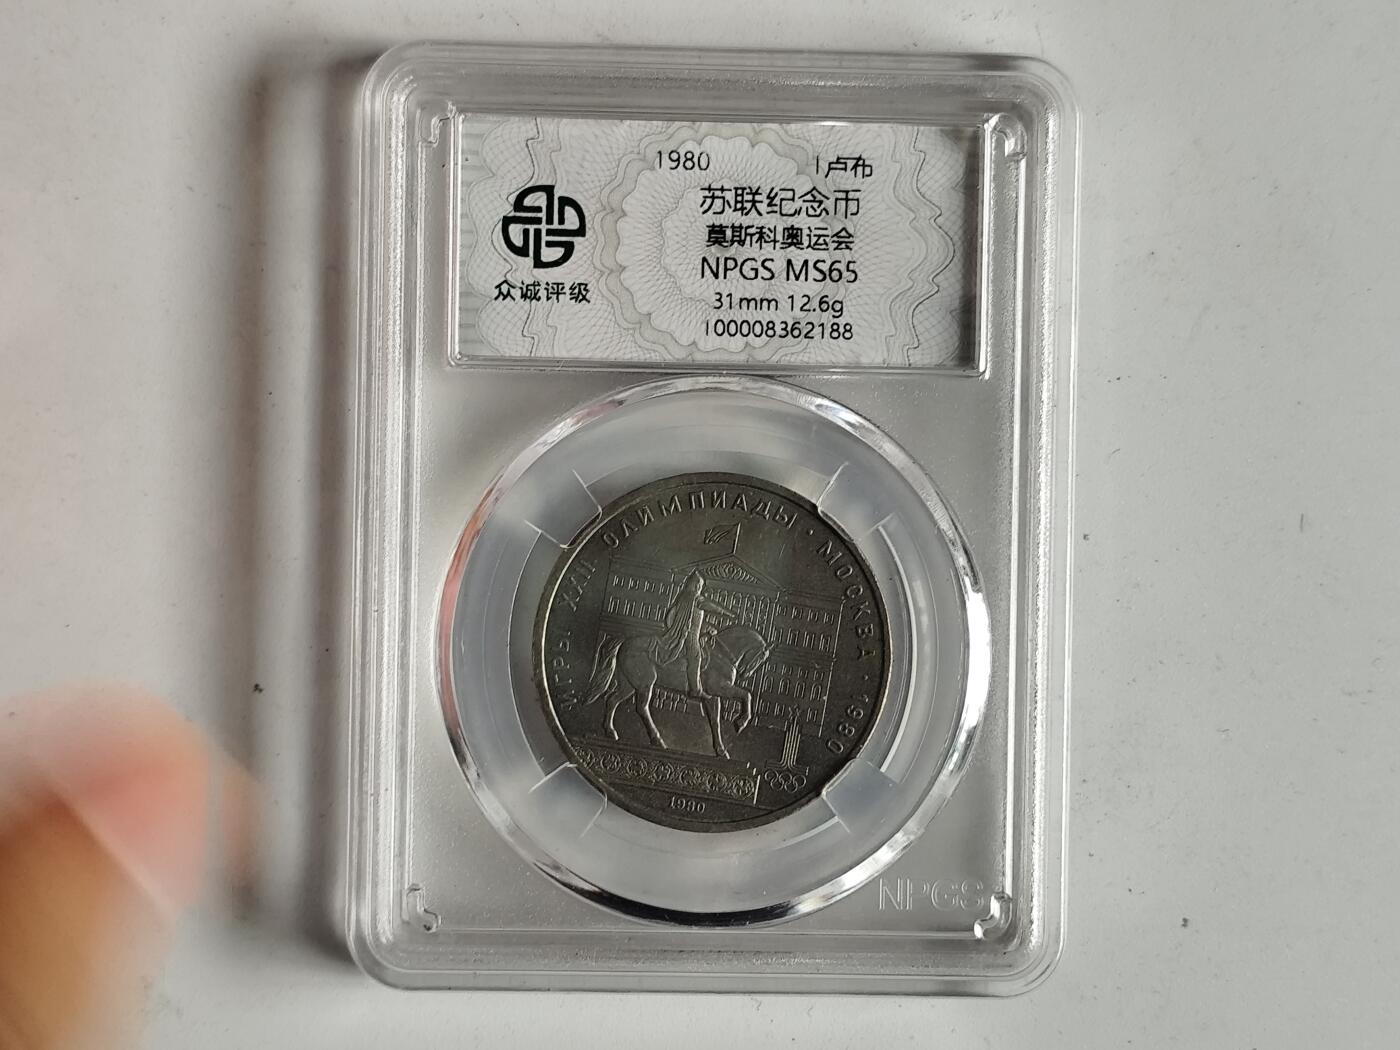 1980 1卢布
苏联纪念币
莫斯科奥运会
NPGS MS65
31mm 12.6g
100008362188
众诚评级
ИГРЫ XXII ОЛИМПИАДЫ · МОСКВА · 1980
1980
NPGS